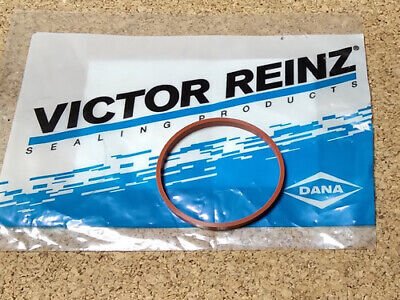 VICTOR REINZ®
SEALING PRODUCTS
DANA